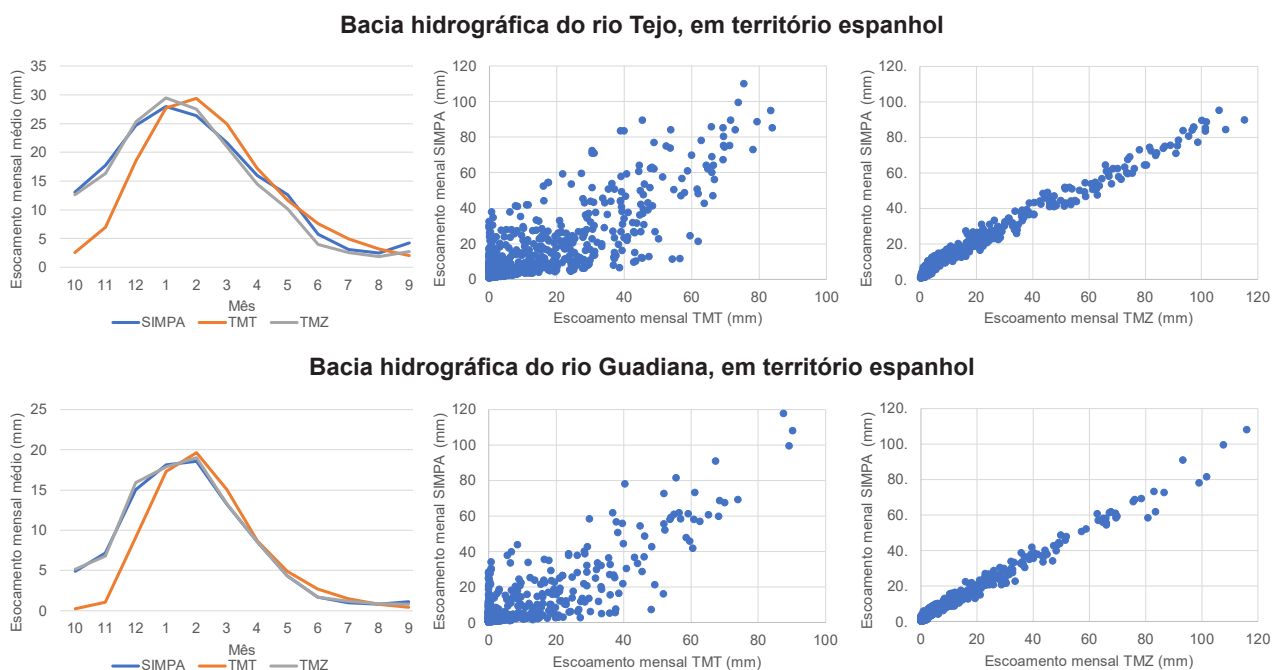 Bacia hidrográfica do rio Tejo, em território espanhol
Esocamento mensal médio (mm)
35
30
25
20
15
10
5
0
10 11 12 1 2 3 4 5 6 7 8 9
Mês
SIMPA TMT TMZ
Escoamento menal SIMPA (mm)
120
100
80
60
40
20
0
0 20 40 60 80 100
Escoamento mensal TMT (mm)
Escoamento menal SIMPA (mm)
120.
100.
80.
60.
40.
20.
0.
0 20 40 60 80 100 120
Escoamento mensal TMZ (mm)
Bacia hidrográfica do rio Guadiana, em território espanhol
Esocamento mensal médio (mm)
25
20
15
10
5
0
10 11 12 1 2 3 4 5 6 7 8 9
Mês
SIMPA TMT TMZ
Escoamento menal SIMPA (mm)
120
100
80
60
40
20
0
0 20 40 60 80 100
Escoamento mensal TMT (mm)
Escoamento menal SIMPA (mm)
120.
100.
80.
60.
40.
20.
0.
0 20 40 60 80 100 120
Escoamento mensal TMZ (mm)